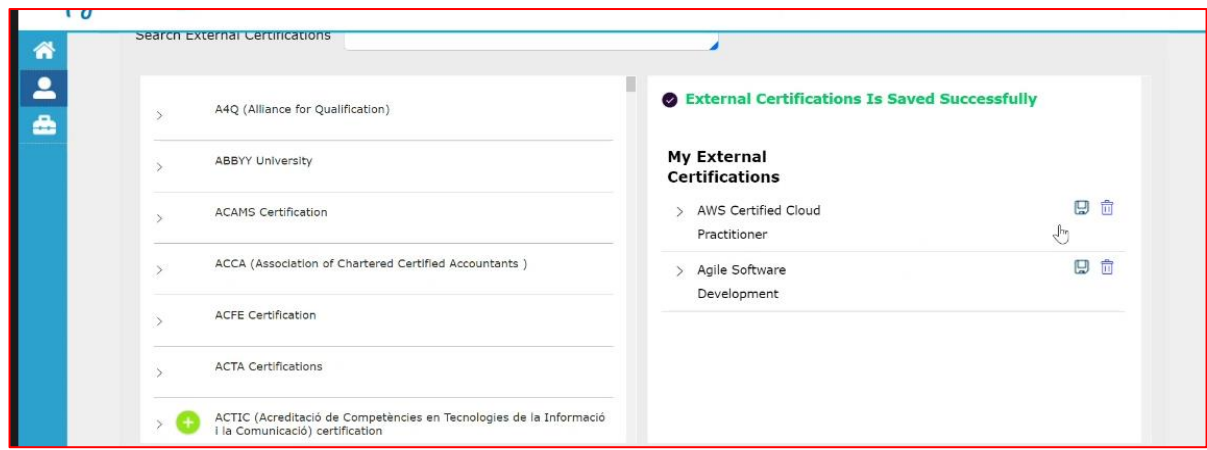 Search External Certifications
A4Q (Alliance for Qualification)
ABBYY University
ACAMS Certification
ACCA (Association of Chartered Certified Accountants )
ACFE Certification
ACTA Certifications
ACTIC (Acreditació de Competències en Tecnologies de la Informació
i la Comunicació) certification
External Certifications Is Saved Successfully
My External
Certifications
AWS Certified Cloud
Practitioner
Agile Software
Development